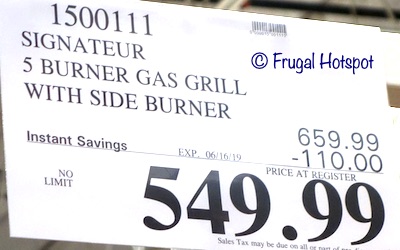 1500111
SIGNATEUR
5 BURNER GAS GRILL
WITH SIDE BURNER
© Frugal Hotspot
659.99
Instant Savings EXP. 06/16/19 -110.00
NO LIMIT
PRICE AT REGISTER
549.99
Sales Tax may be due on all or part of